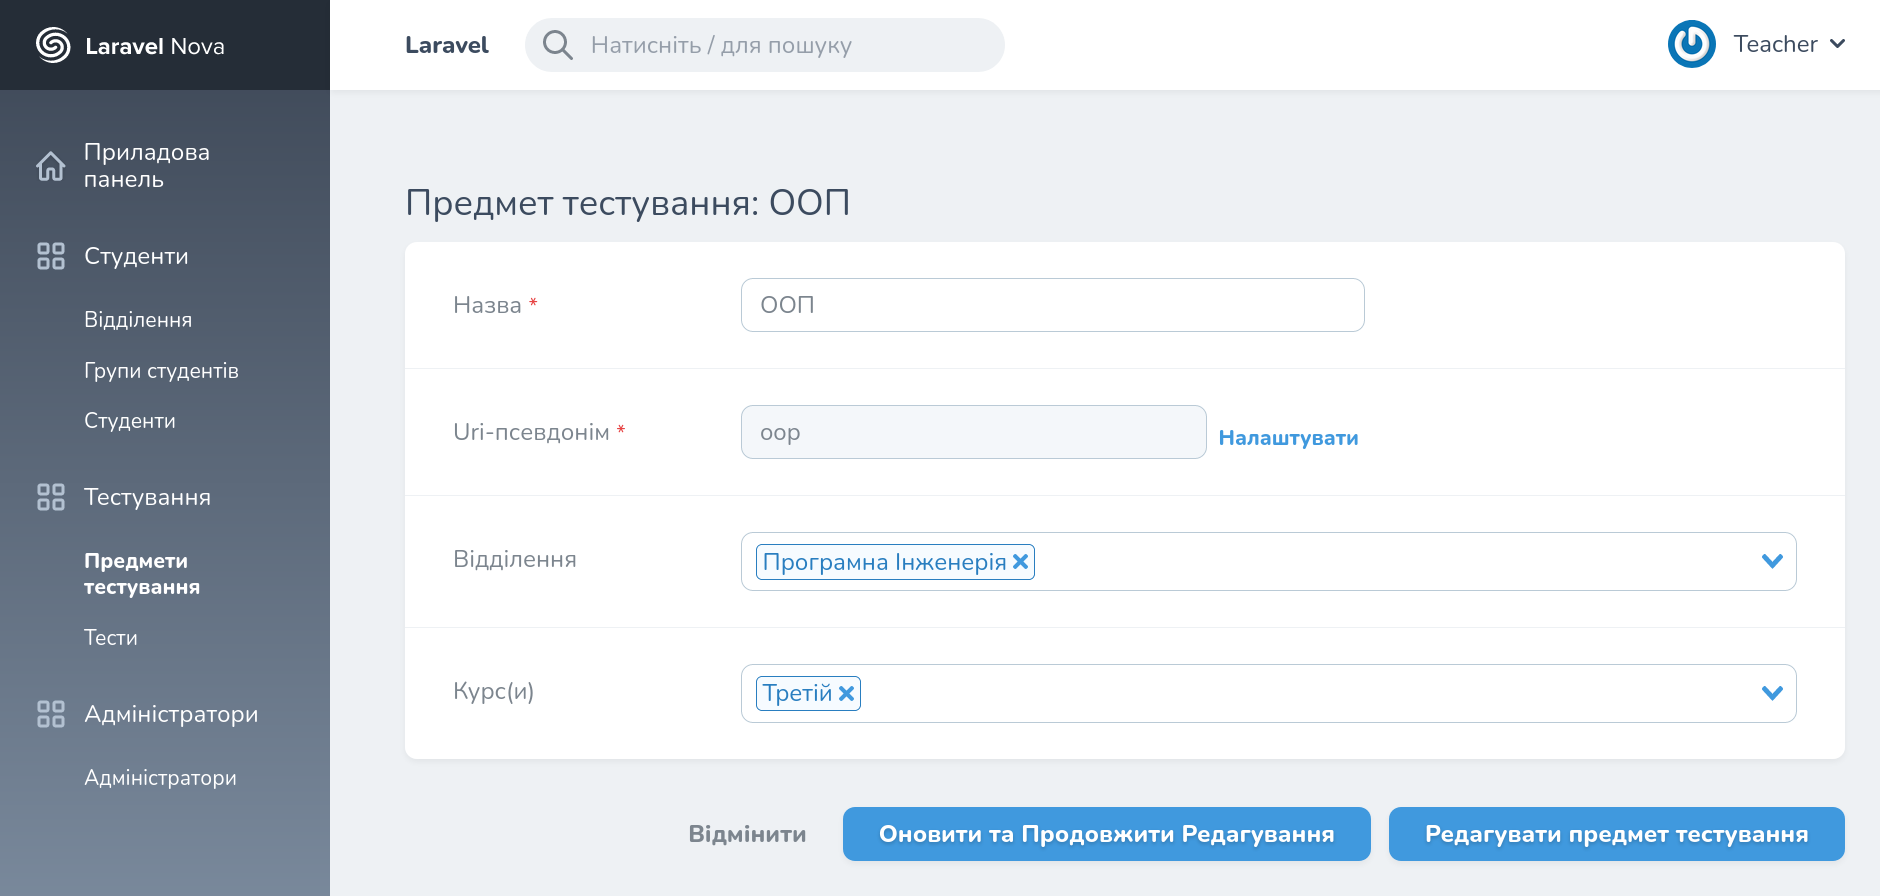 Laravel Nova
Laravel
Натисніть / для пошуку
Teacher
Приладова
панель
Студенти
Відділення
Групи студентів
Студенти
Тестування
Предмети
тестування
Тести
Адміністратори
Адміністратори
Предмет тестування: ООП
Назва *
ООП
Uri-псевдонім *
oop
Налаштувати
Відділення
Програмна Інженерія
Курс(и)
Третій
Відмінити
Оновити та Продовжити Редагування
Редагувати предмет тестування